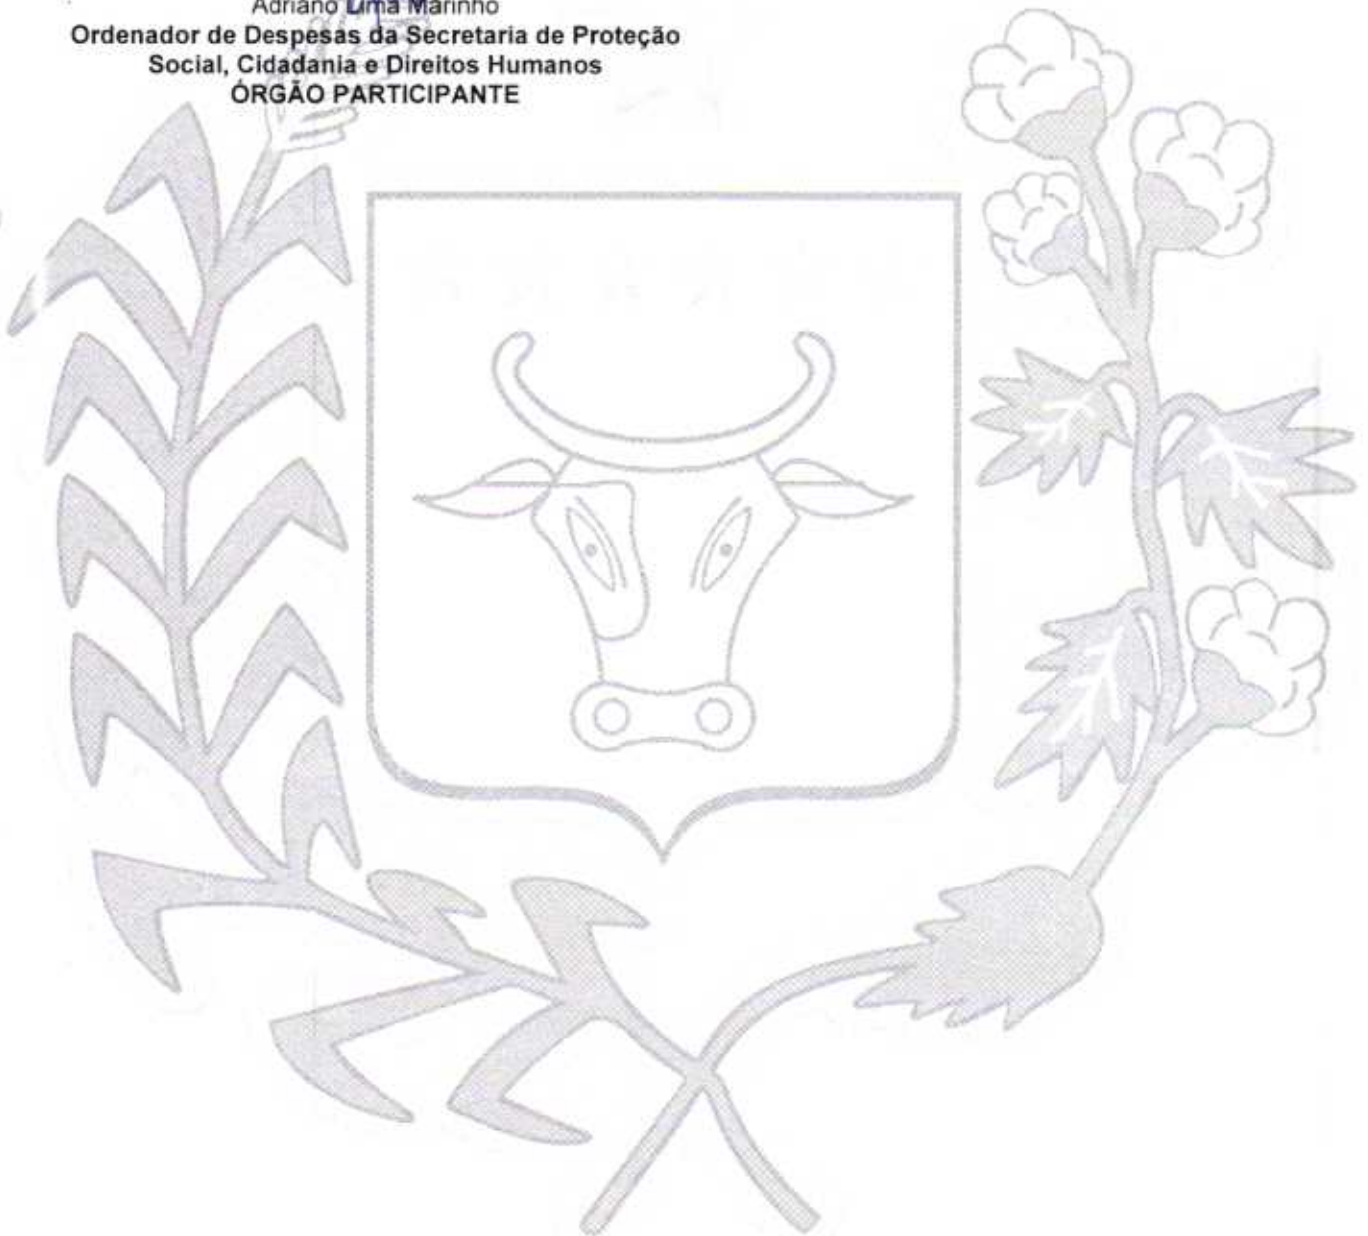 Adriano Lima Marinho
Ordenador de Despesas da Secretaria de Proteção
Social, Cidadania e Direitos Humanos
ÓRGÃO PARTICIPANTE